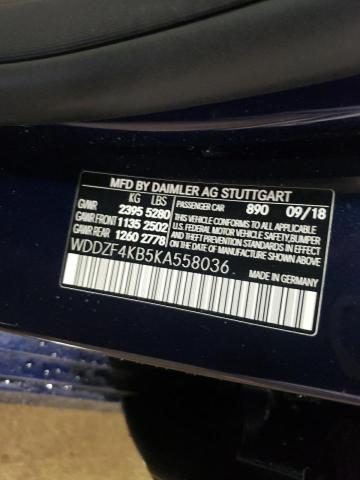 MFD BY DAIMLER AG STUTTGART
KG LBS PASSENGER CAR 890 09/18
GVWR 2395 5280 THIS VEHICLE CONFORMS TO ALL APPLICABLE
GAWR FRONT 1135 2502 U.S. FEDERAL MOTOR VEHICLE SAFETY, BUMPER,
GAWR REAR 1260 2778 AND THEFT PREVENTION STANDARDS IN EFFECT
ON THE DATE OF MANUFACTURE SHOWN ABOVE.
WDDZF4KB5KA558036
MADE IN GERMANY